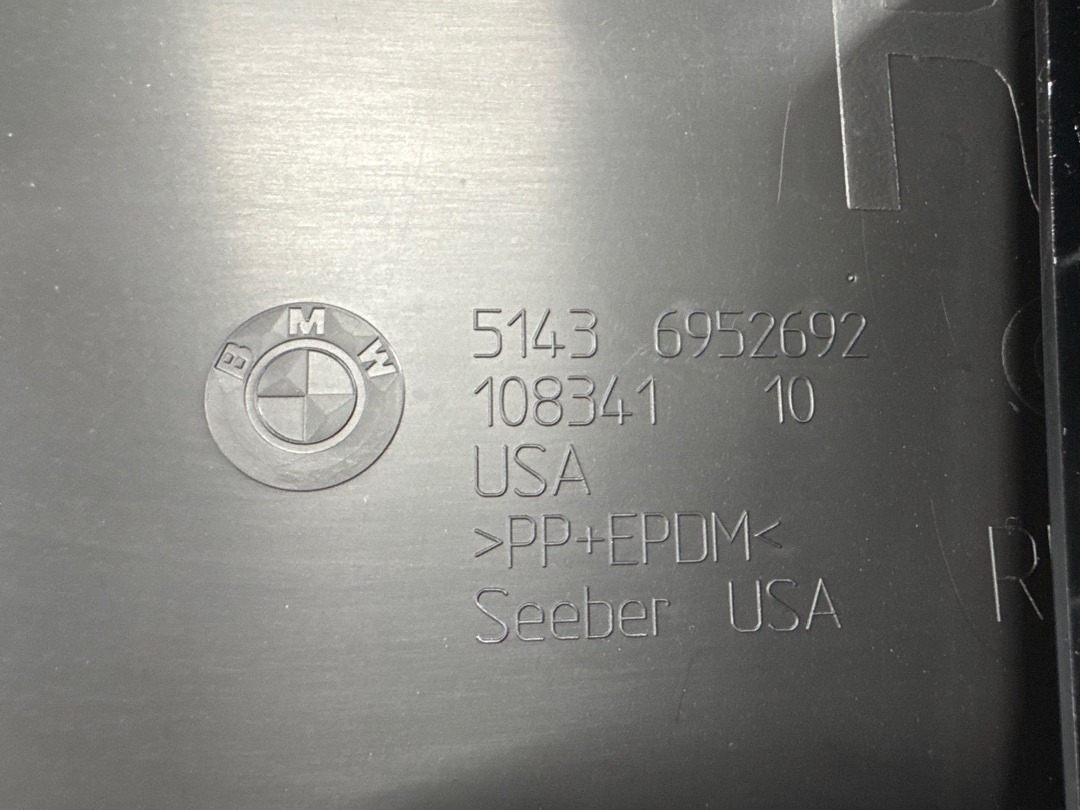 BMW
5143 6952692
108341 10
USA
>PP+EPDM<
Seeber USA
R
R